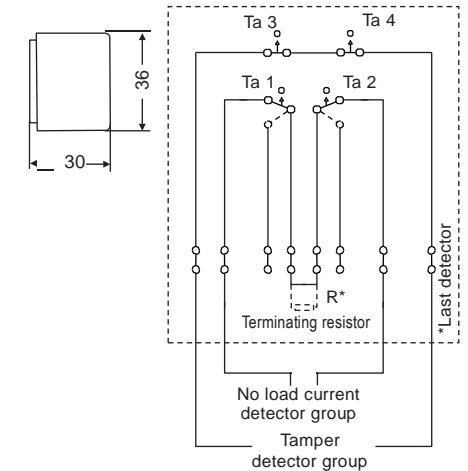 Ta 3
Ta 4
Ta 1
Ta 2
36
30
R*
Terminating resistor
*Last detector
No load current
detector group
Tamper
detector group